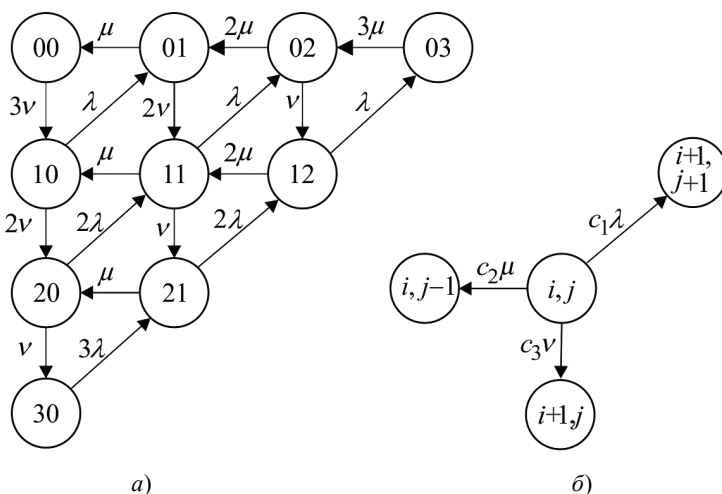 00 μ 01 2μ 02 3μ 03
3ν λ 2ν λ ν λ
10 μ 11 2μ 12
2ν 2λ ν 2λ
20 μ 21
ν 3λ
30
i+1, j+1
c₁λ
i, j−1 c₂μ i, j
c₃ν
i+1, j
а) б)